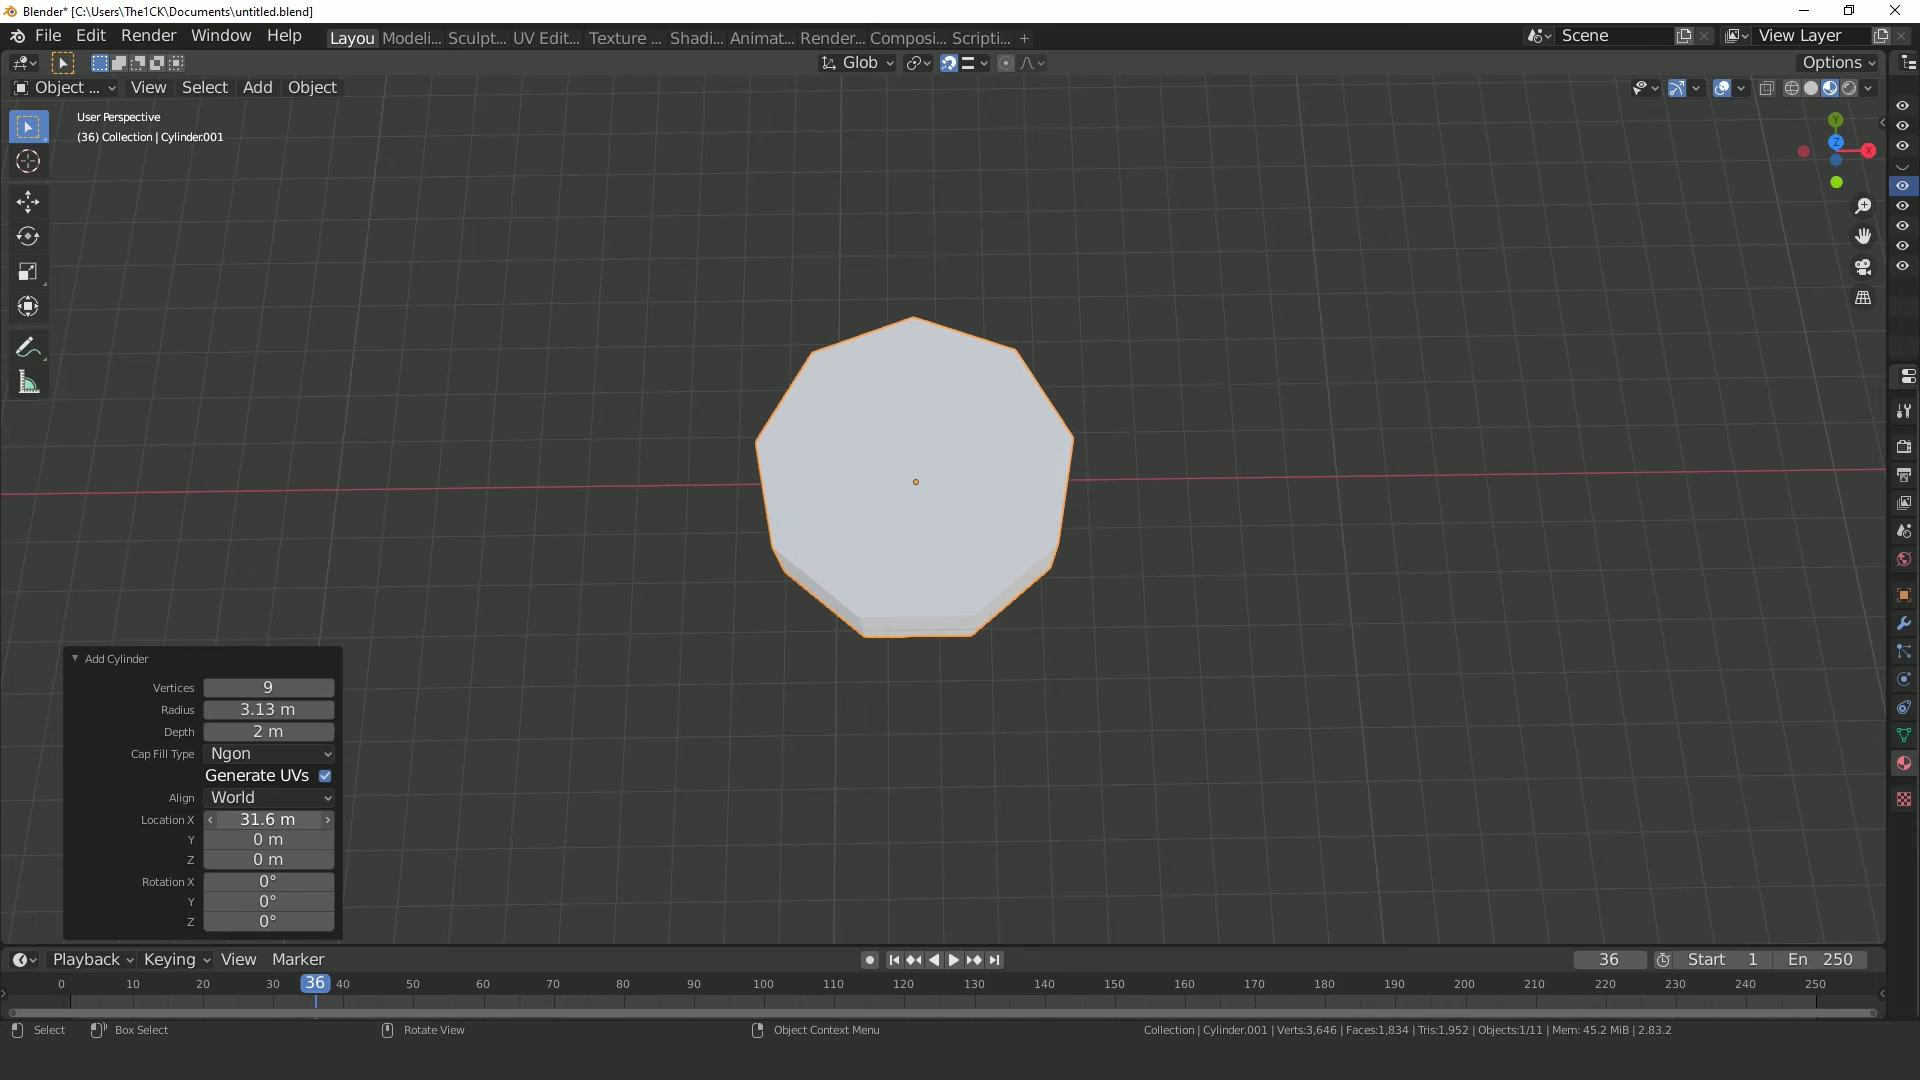 Blender* [C:\Users\The1CK\Documents\untitled.blend]
File Edit Render Window Help Layou Modeli... Sculpt... UV Edit... Texture ... Shadi... Animat... Render... Composi... Scripti... + Scene View Layer
Glob Options
Object ... View Select Add Object
User Perspective
(36) Collection | Cylinder.001
Y
Z X
Add Cylinder
Vertices 9
Radius 3.13 m
Depth 2 m
Cap Fill Type Ngon
Generate UVs
Align World
Location X 31.6 m
Y 0 m
Z 0 m
Rotation X 0°
Y 0°
Z 0°
Playback Keying View Marker 36 Start 1 En 250
0 10 20 30 36 40 50 60 70 80 90 100 110 120 130 140 150 160 170 180 190 200 210 220 230 240 250
Select Box Select Rotate View Object Context Menu Collection | Cylinder.001 | Verts:3,646 | Faces:1,834 | Tris:1,952 | Objects:1/11 | Mem: 45.2 MiB | 2.83.2